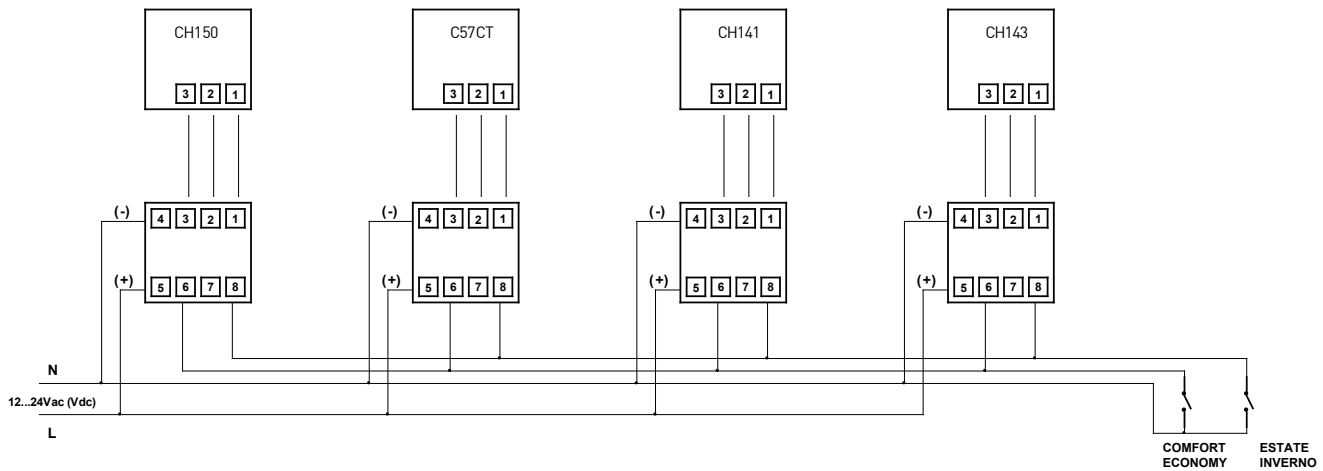 CH150 C57CT CH141 CH143
3 2 1 3 2 1 3 2 1 3 2 1
(-) 4 3 2 1 (-) 4 3 2 1 (-) 4 3 2 1 (-) 4 3 2 1
(+) 5 6 7 8 (+) 5 6 7 8 (+) 5 6 7 8 (+) 5 6 7 8
N
12...24Vac (Vdc)
L
COMFORT ESTATE
ECONOMY INVERNO